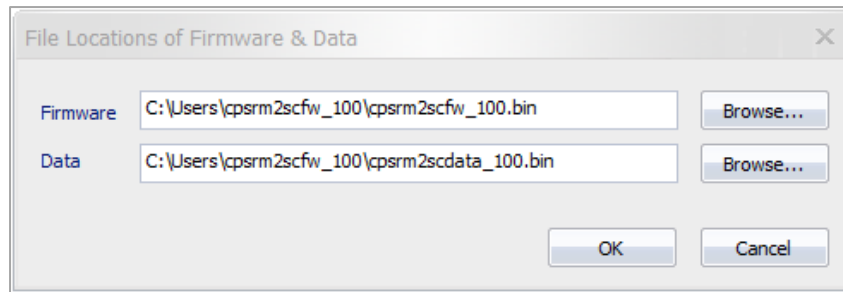 File Locations of Firmware & Data
Firmware C:\Users\cpsrm2scfw_100\cpsrm2scfw_100.bin Browse...
Data C:\Users\cpsrm2scfw_100\cpsrm2scdata_100.bin Browse...
OK Cancel